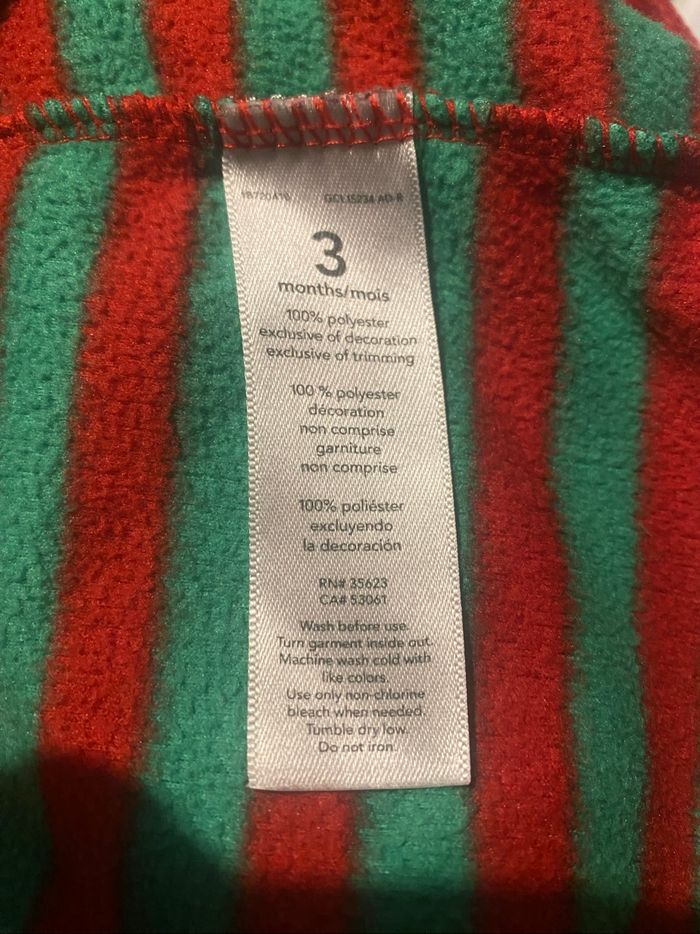 3
months/mois
100% polyester
exclusive of decoration
exclusive of trimming
100 % polyester
décoration
non comprise
garniture
non comprise
100% poliéster
excluyendo
la decoración
RN# 35623
CA# 53061
Wash before use.
Turn garment inside out.
Machine wash cold with
like colors.
Use only non-chlorine
bleach when needed.
Tumble dry low.
Do not iron.